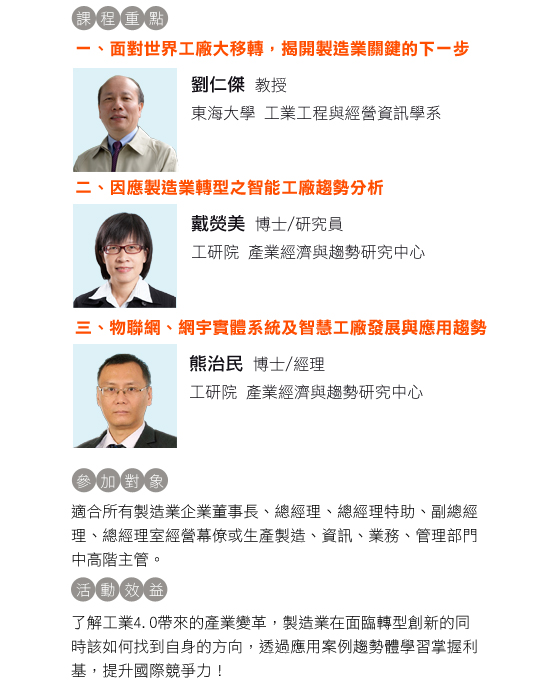 課程重點
一、面對世界工廠大移轉，揭開製造業關鍵的下一步
劉仁傑 教授
東海大學 工業工程與經營資訊學系
二、因應製造業轉型之智能工廠趨勢分析
戴熒美 博士/研究員
工研院 產業經濟與趨勢研究中心
三、物聯網、網宇實體系統及智慧工廠發展與應用趨勢
熊治民 博士/經理
工研院 產業經濟與趨勢研究中心
參加對象
適合所有製造業企業董事長、總經理、總經理特助、副總經
理、總經理室經營幕僚或生產製造、資訊、業務、管理部門
中高階主管。
活動效益
了解工業4.0帶來的產業變革，製造業在面臨轉型創新的同
時該如何找到自身的方向，透過應用案例趨勢體學習掌握利
基，提升國際競爭力！